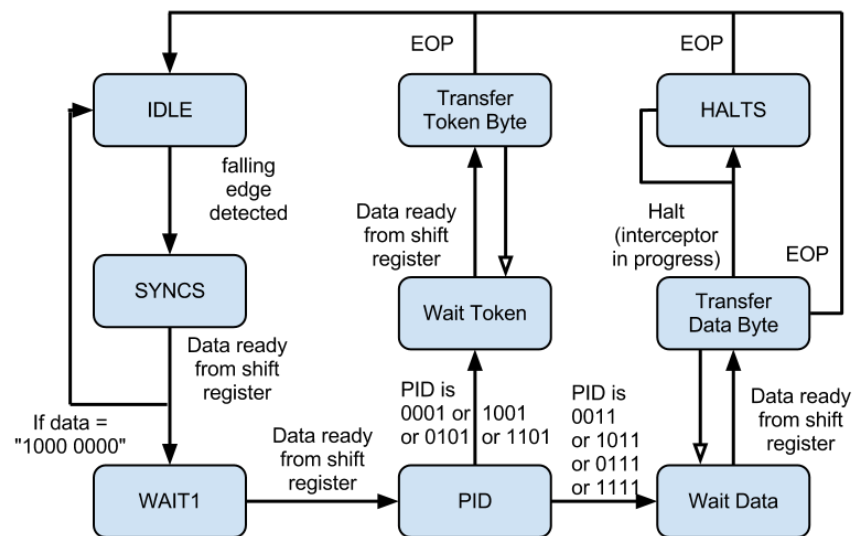 EOP
EOP
IDLE
Transfer
Token Byte
HALTS
falling
edge
detected
Data ready
from shift
register
Halt
(interceptor
in progress)
EOP
SYNCS
Wait Token
Transfer
Data Byte
Data ready
from shift
register
If data =
"1000 0000"
PID is
0001 or 1001
or 0101 or 1101
PID is
0011
or 1011
or 0111
or 1111
Data ready
from shift
register
Data ready
from shift
register
WAIT1
PID
Wait Data